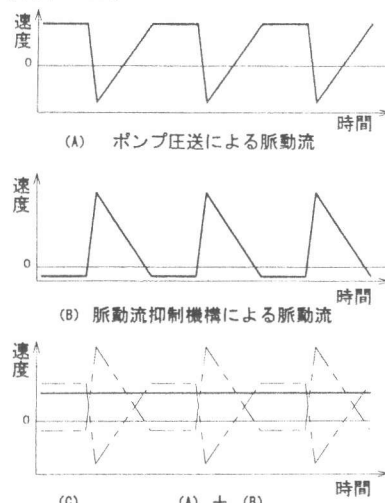 速度
0
時間
(A) ポンプ圧送による脈動流
速度
0
時間
(B) 脈動流抑制機構による脈動流
速度
0
時間
(C) (A) + (B)